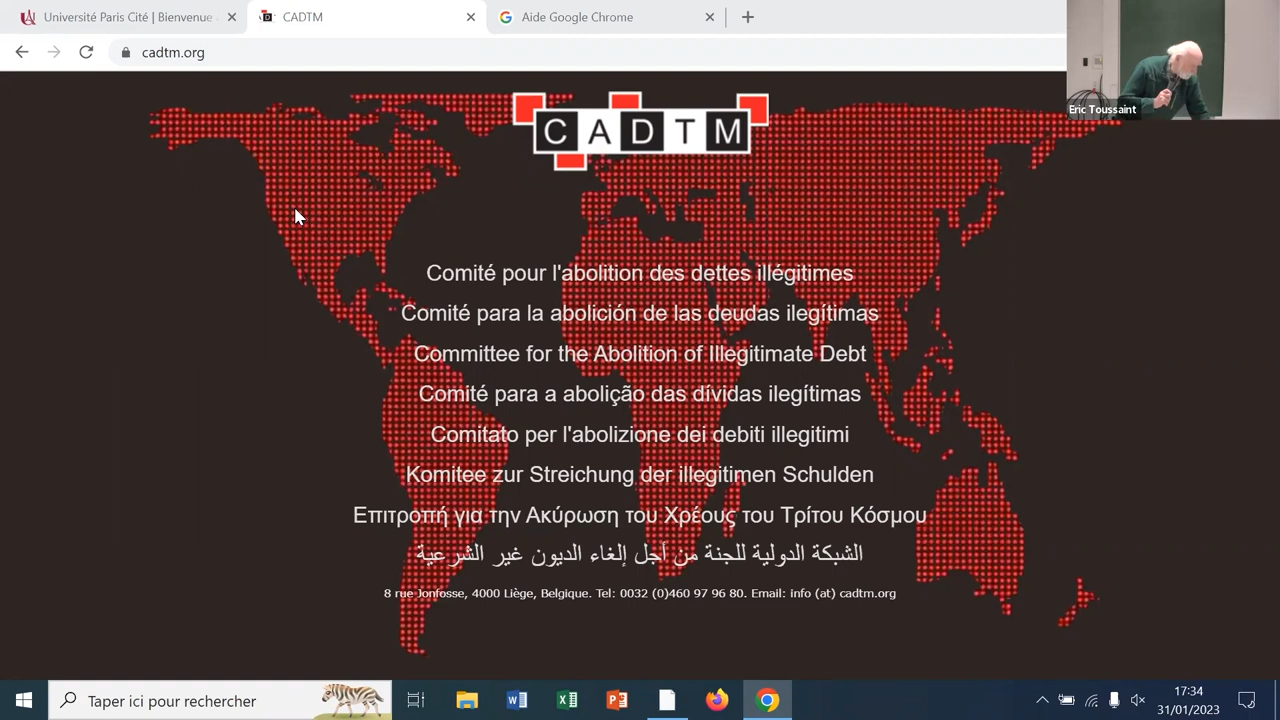 Université Paris Cité | Bienvenue
CADTM
Aide Google Chrome
cadtm.org
Eric Toussaint
CADTM
Comité pour l'abolition des dettes illégitimes
Comité para la abolición de las deudas ilegítimas
Committee for the Abolition of Illegitimate Debt
Comité para a abolição das dívidas ilegítimas
Comitato per l'abolizione dei debiti illegitimi
Komitee zur Streichung der illegitimen Schulden
Επιτροπή για την Ακύρωση του Χρέους του Τρίτου Κόσμου
الشبكة الدولية للجنة من أجل إلغاء الديون غير الشرعية
8 rue Jonfosse, 4000 Liège, Belgique. Tel: 0032 (0)460 97 96 80. Email: info (at) cadtm.org
Taper ici pour rechercher
17:34
31/01/2023